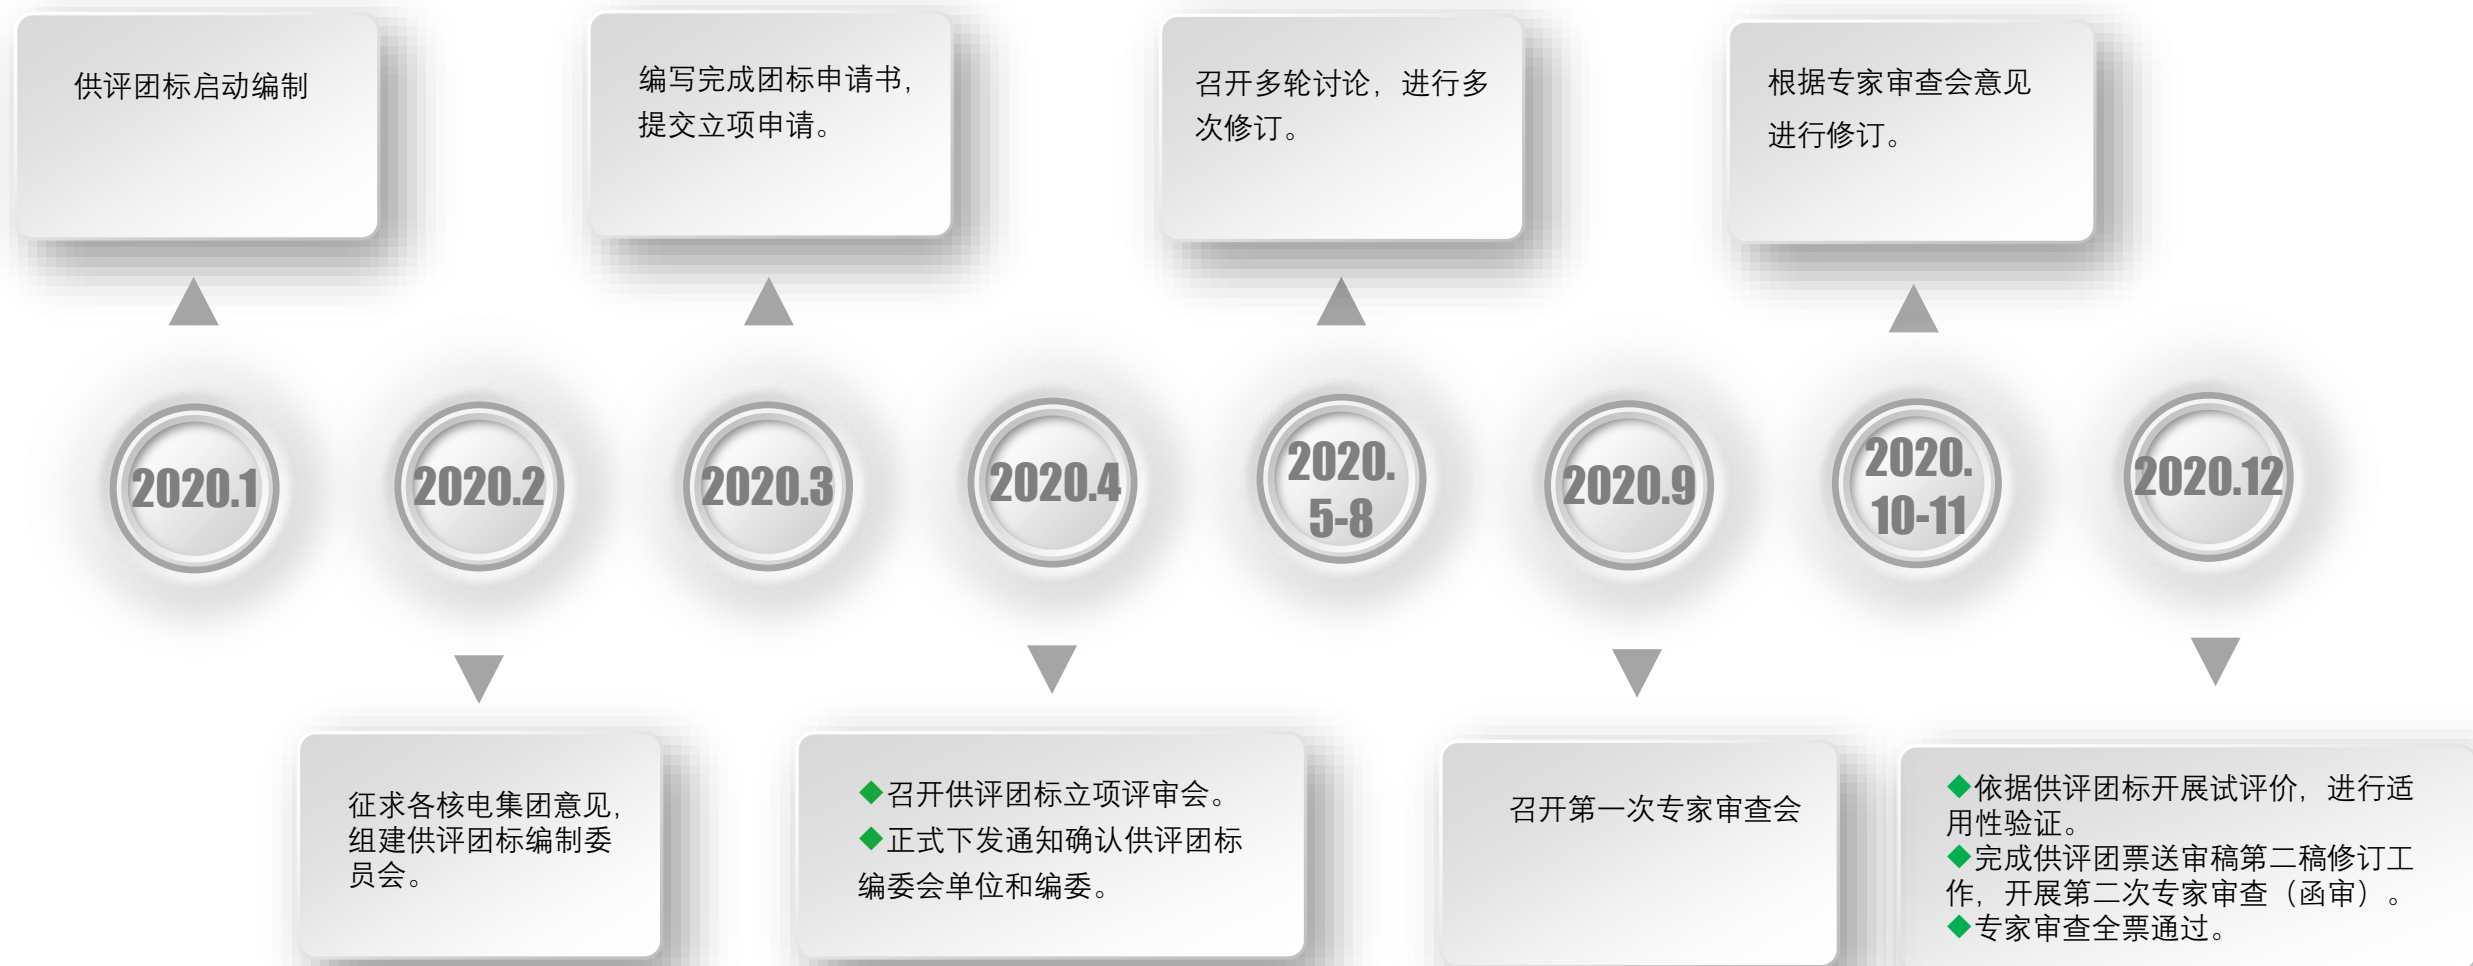 供评团标启动编制
编写完成团标申请书，
提交立项申请。
召开多轮讨论，进行多
次修订。
根据专家审查会意见
进行修订。
2020.1
2020.2
2020.3
2020.4
2020.
5-8
2020.9
2020.
10-11
2020.12
征求各核电集团意见，
组建供评团标编制委
员会。
◆召开供评团标立项评审会。
◆正式下发通知确认供评团标
编委会单位和编委。
召开第一次专家审查会
◆依据供评团标开展试评价，进行适
用性验证。
◆完成供评团票送审稿第二稿修订工
作，开展第二次专家审查（函审）。
◆专家审查全票通过。